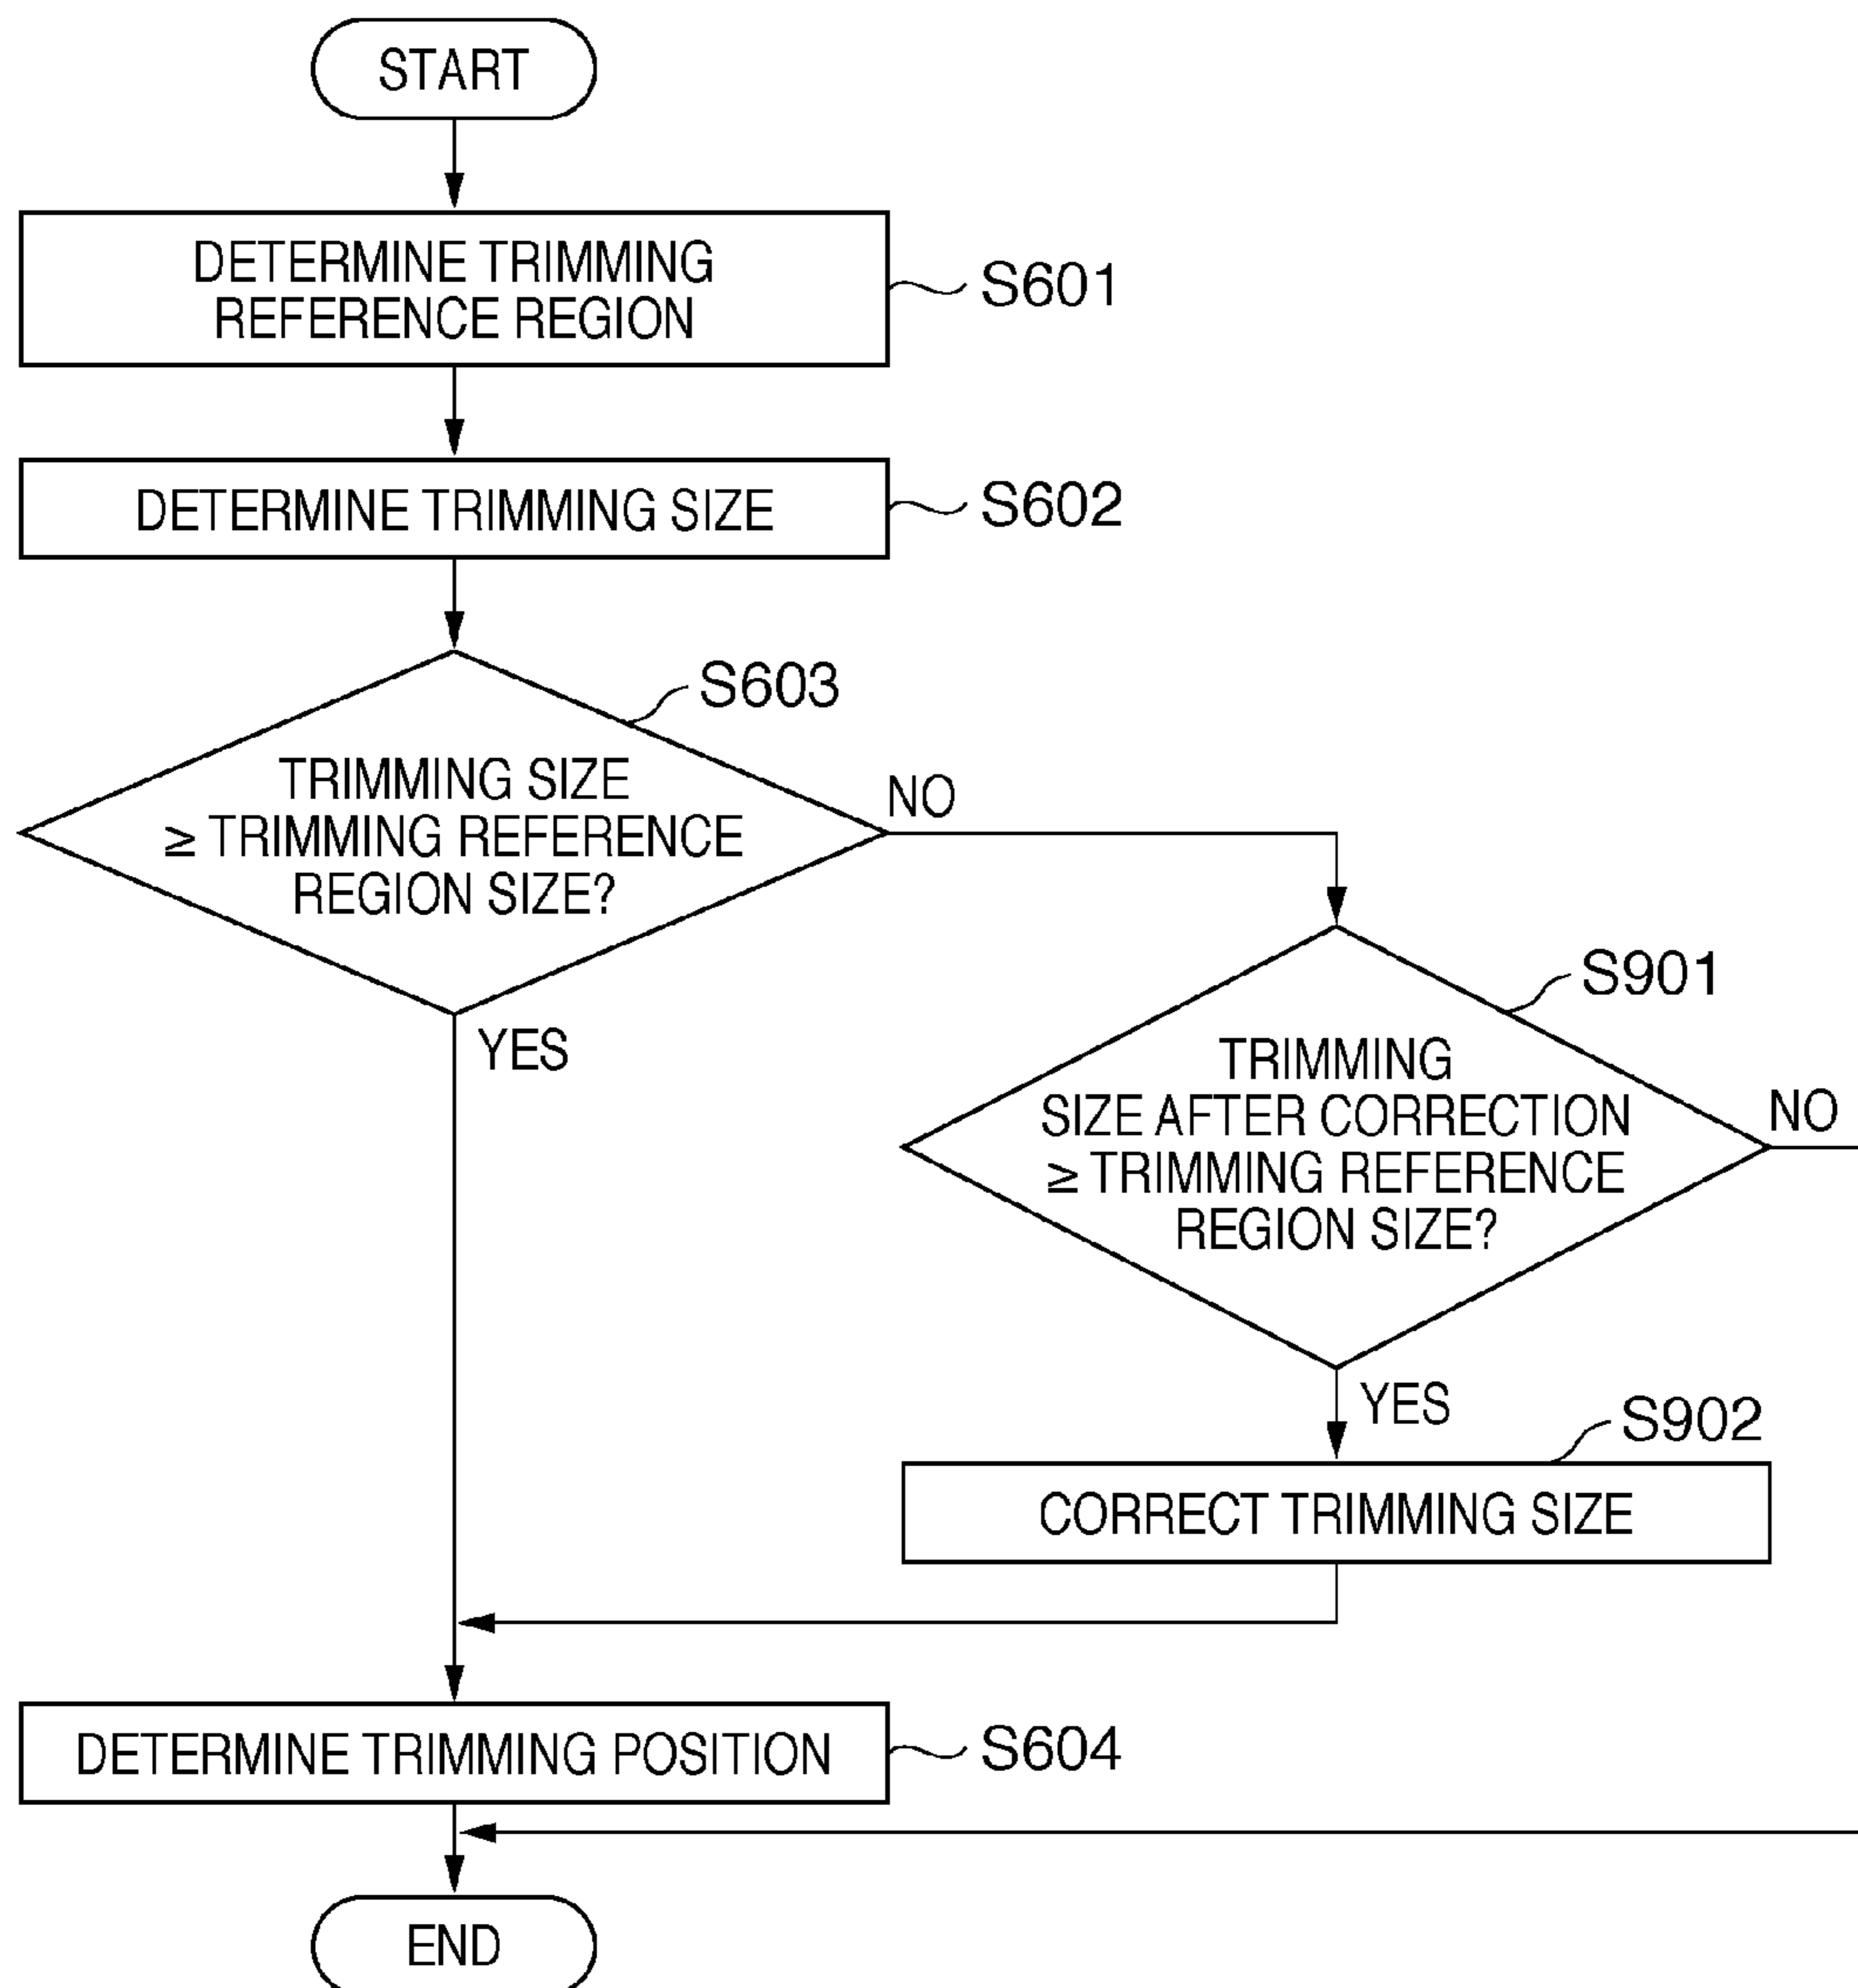 START
DETERMINE TRIMMING
REFERENCE REGION
S601
DETERMINE TRIMMING SIZE
S602
S603
TRIMMING SIZE
≥ TRIMMING REFERENCE
REGION SIZE?
NO
YES
S901
TRIMMING
SIZE AFTER CORRECTION
≥ TRIMMING REFERENCE
REGION SIZE?
NO
YES
S902
CORRECT TRIMMING SIZE
DETERMINE TRIMMING POSITION
S604
END